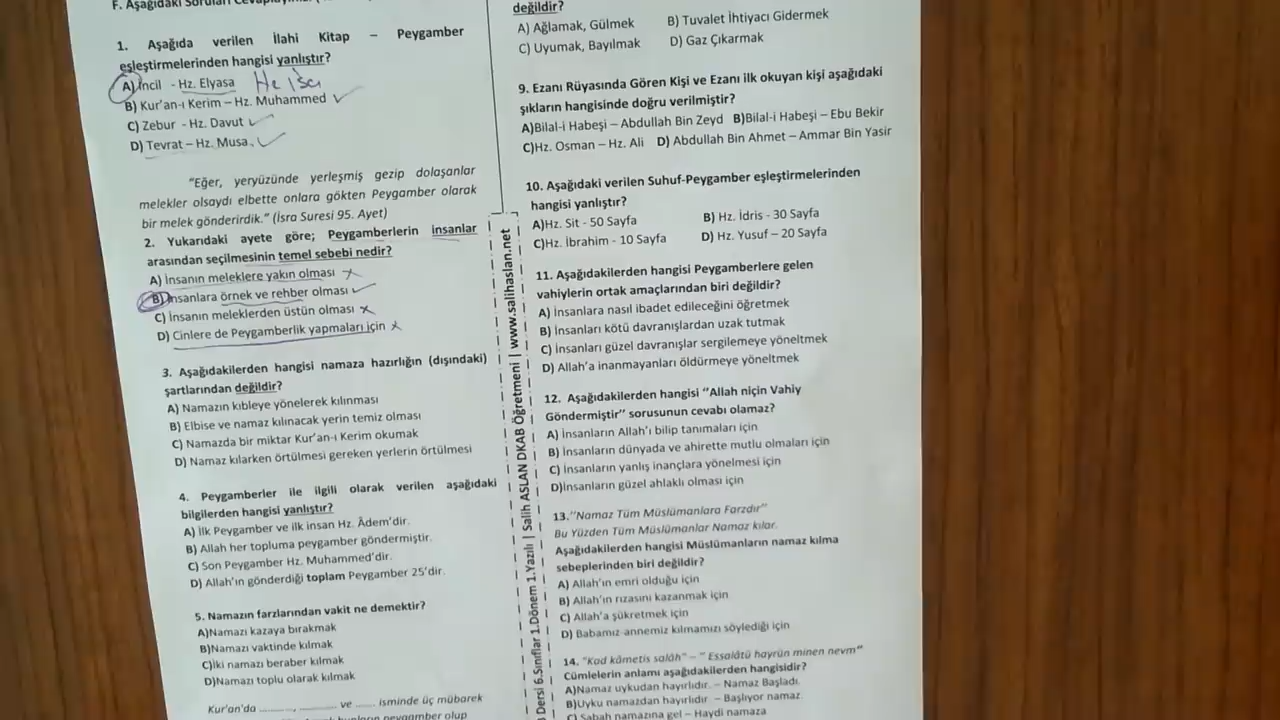 F. Aşağıdaki Soruları Cevaplayınız.
1. Aşağıda verilen İlahi Kitap – Peygamber
eşleştirmelerinden hangisi yanlıştır?
A) İncil - Hz. Elyasa Hz İsa
B) Kur'an-ı Kerim – Hz. Muhammed
C) Zebur - Hz. Davut
D) Tevrat – Hz. Musa
"Eğer, yeryüzünde yerleşmiş gezip dolaşanlar
melekler olsaydı elbette onlara gökten Peygamber olarak
bir melek gönderirdik." (İsra Suresi 95. Ayet)
2. Yukarıdaki ayete göre; Peygamberlerin insanlar
arasından seçilmesinin temel sebebi nedir?
A) İnsanın meleklere yakın olması
B) İnsanlara örnek ve rehber olması
C) İnsanın meleklerden üstün olması
D) Cinlere de Peygamberlik yapmaları için
3. Aşağıdakilerden hangisi namaza hazırlığın (dışındaki)
şartlarından değildir?
A) Namazın kıbleye yönelerek kılınması
B) Elbise ve namaz kılınacak yerin temiz olması
C) Namazda bir miktar Kur'an-ı Kerim okumak
D) Namaz kılarken örtülmesi gereken yerlerin örtülmesi
4. Peygamberler ile ilgili olarak verilen aşağıdaki
bilgilerden hangisi yanlıştır?
A) İlk Peygamber ve ilk insan Hz. Âdem'dir.
B) Allah her topluma peygamber göndermiştir.
C) Son Peygamber Hz. Muhammed'dir.
D) Allah'ın gönderdiği toplam Peygamber 25'dir.
5. Namazın farzlarından vakit ne demektir?
A)Namazı kazaya bırakmak
B)Namazı vaktinde kılmak
C)İki namazı beraber kılmak
D)Namazı toplu olarak kılmak
Kur'an'da .........., .......... ve ...... isminde üç mübarek
peygamber olup
Dersi 6.Sınıflar 1.Dönem 1.Yazılı | Salih ASLAN DKAB Öğretmeni | www.salihaslan.net
değildir?
A) Ağlamak, Gülmek B) Tuvalet İhtiyacı Gidermek
C) Uyumak, Bayılmak D) Gaz Çıkarmak
9. Ezanı Rüyasında Gören Kişi ve Ezanı ilk okuyan kişi aşağıdaki
şıkların hangisinde doğru verilmiştir?
A)Bilal-i Habeşi – Abdullah Bin Zeyd B)Bilal-i Habeşi – Ebu Bekir
C)Hz. Osman – Hz. Ali D) Abdullah Bin Ahmet – Ammar Bin Yasir
10. Aşağıdaki verilen Suhuf-Peygamber eşleştirmelerinden
hangisi yanlıştır?
A)Hz. Sit - 50 Sayfa B) Hz. İdris - 30 Sayfa
C)Hz. İbrahim - 10 Sayfa D) Hz. Yusuf – 20 Sayfa
11. Aşağıdakilerden hangisi Peygamberlere gelen
vahiylerin ortak amaçlarından biri değildir?
A) İnsanlara nasıl ibadet edileceğini öğretmek
B) İnsanları kötü davranışlardan uzak tutmak
C) İnsanları güzel davranışlar sergilemeye yöneltmek
D) Allah'a inanmayanları öldürmeye yöneltmek
12. Aşağıdakilerden hangisi "Allah niçin Vahiy
Göndermiştir" sorusunun cevabı olamaz?
A) İnsanların Allah'ı bilip tanımaları için
B) İnsanların dünyada ve ahirette mutlu olmaları için
C) İnsanların yanlış inançlara yönelmesi için
D)İnsanların güzel ahlaklı olması için
13."Namaz Tüm Müslümanlara Farzdır"
Bu Yüzden Tüm Müslümanlar Namaz kılar.
Aşağıdakilerden hangisi Müslümanların namaz kılma
sebeplerinden biri değildir?
A) Allah'ın emri olduğu için
B) Allah'ın rızasını kazanmak için
C) Allah'a şükretmek için
D) Babamız-annemiz kılmamızı söylediği için
14. "Kad kâmetis salâh" – " Essalâtü hayrün minen nevm"
Cümlelerin anlamı aşağıdakilerden hangisidir?
A)Namaz uykudan hayırlıdır. – Namaz Başladı.
B)Uyku namazdan hayırlıdır – Başlıyor namaz.
C) Sabah namazına gel – Haydi namaza